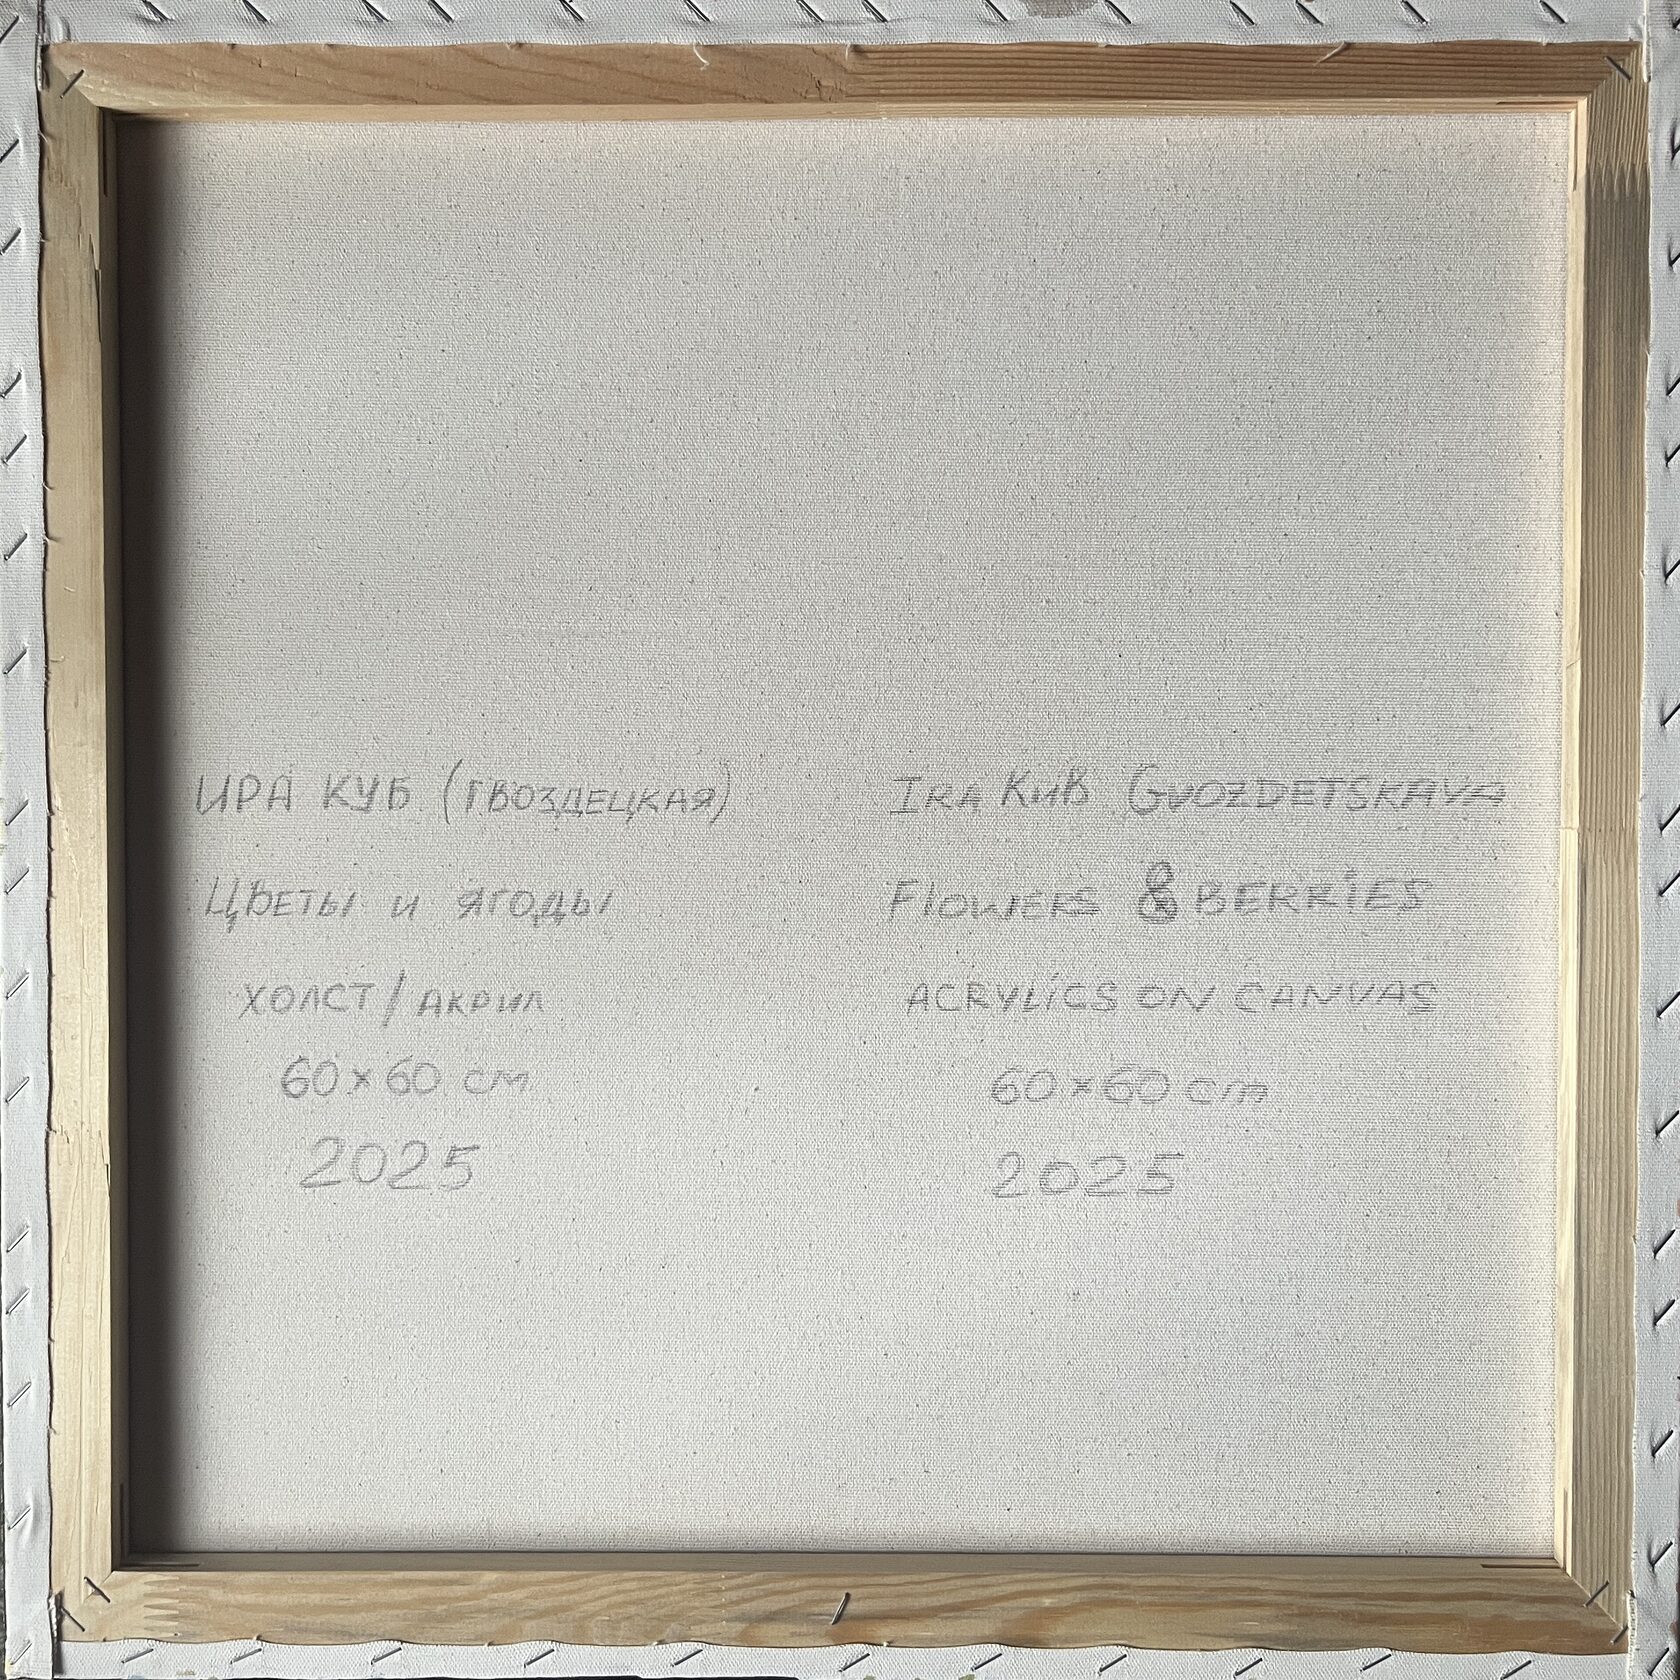 ИРА КУБ (ГВОЗДЕЦКАЯ)
ЦВЕТЫ И ЯГОДЫ
ХОЛСТ/АКРИЛ
60×60 см
2025
IRA KUB GVOZDETSKAYA
FLOWERS & BERRIES
ACRYLICS ON CANVAS
60×60 cm
2025